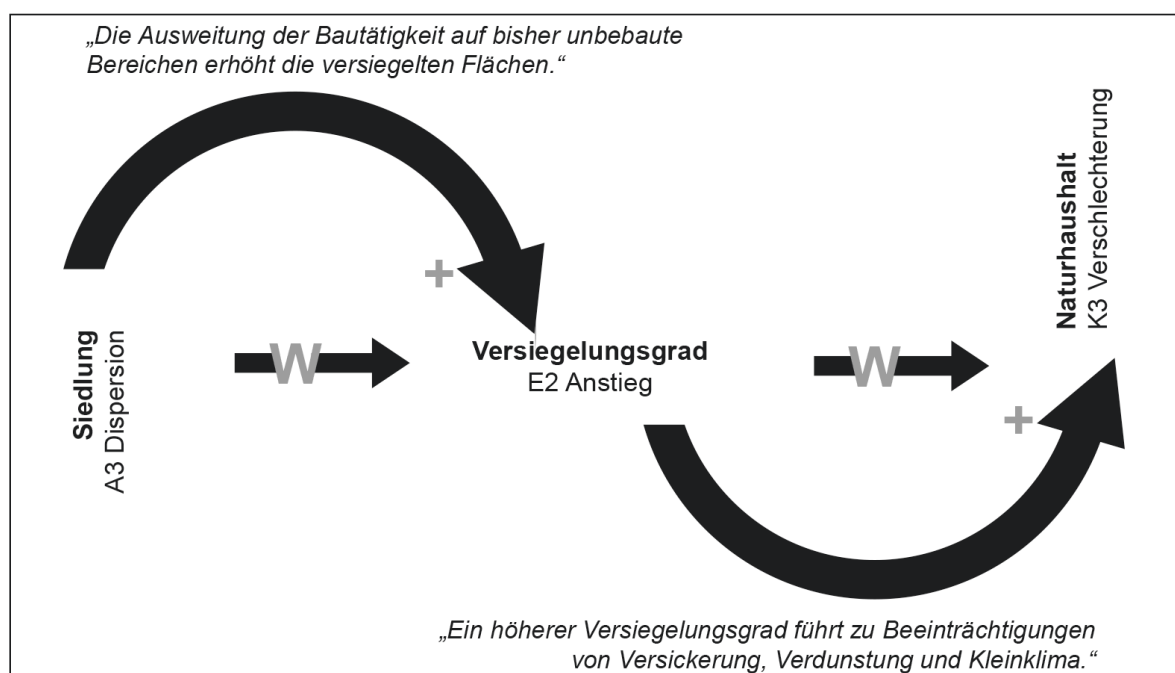 „Die Ausweitung der Bautätigkeit auf bisher unbebaute
Bereichen erhöht die versiegelten Flächen.“
+
Siedlung
A3 Dispersion
W
Versiegelungsgrad
E2 Anstieg
W
Naturhaushalt
K3 Verschlechterung
+
„Ein höherer Versiegelungsgrad führt zu Beeinträchtigungen
von Versickerung, Verdunstung und Kleinklima.“